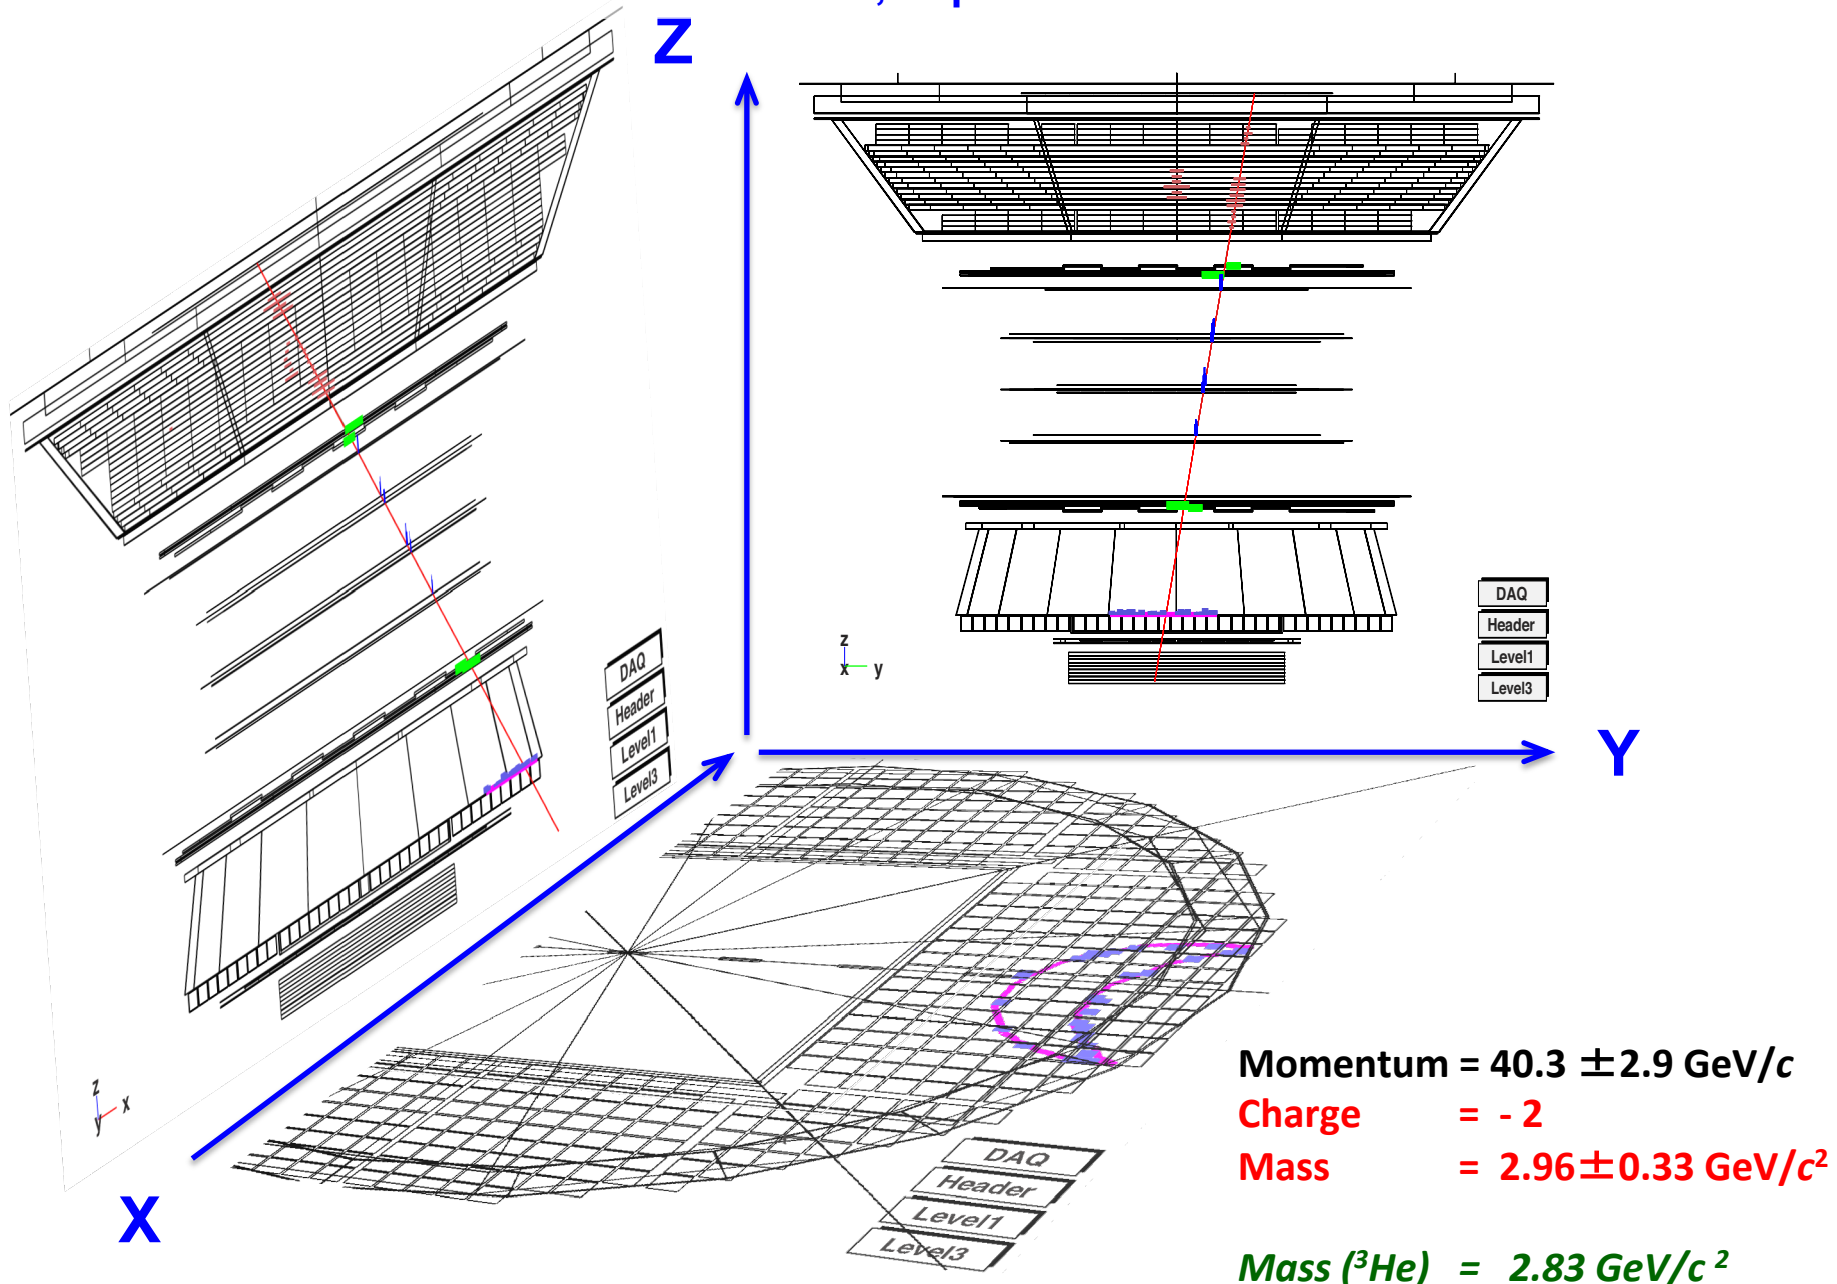 Z
DAQ
Header
Level1
Level3
z
x y
Y
DAQ
Header
Level1
Level3
z
x
y
X
DAQ
Header
Level1
Level3
Momentum = 40.3 ±2.9 GeV/c
Charge = - 2
Mass = 2.96±0.33 GeV/c²
Mass (³He) = 2.83 GeV/c ²